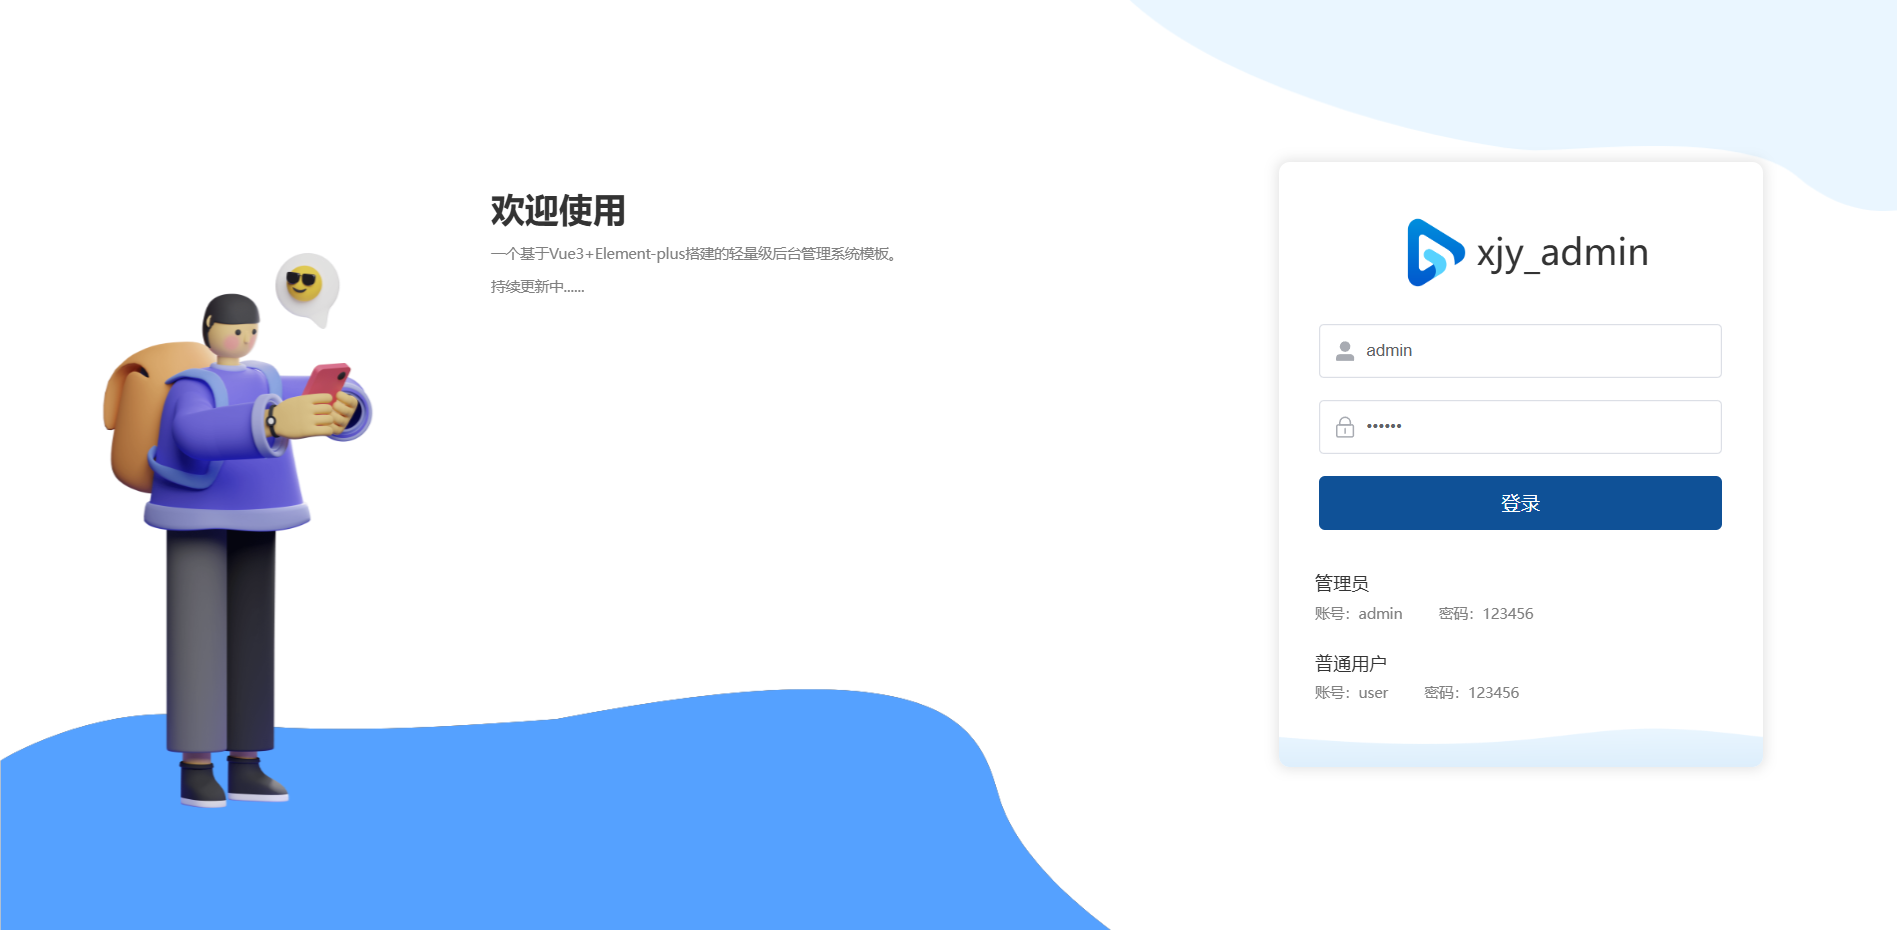 欢迎使用
一个基于Vue3+Element-plus搭建的轻量级后台管理系统模板。
持续更新中......
xjy_admin
admin
••••••
登录
管理员
账号：admin 密码：123456
普通用户
账号：user 密码：123456